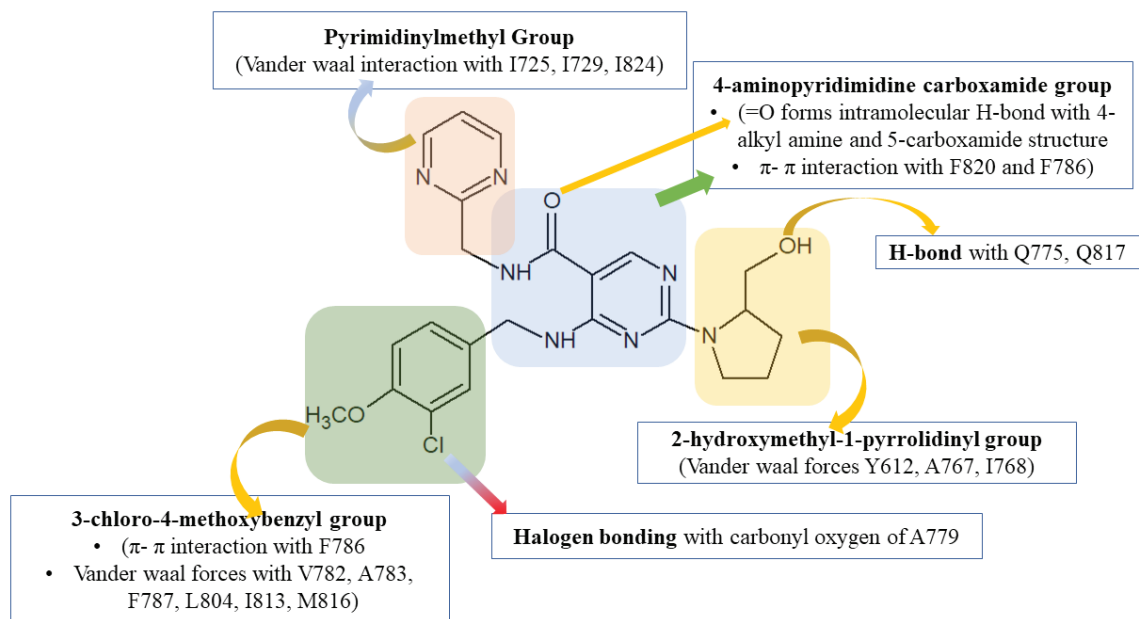 Pyrimidinylmethyl Group
(Vander waal interaction with I725, I729, I824)
4-aminopyridimidine carboxamide group
• (=O forms intramolecular H-bond with 4-
alkyl amine and 5-carboxamide structure
• π- π interaction with F820 and F786)
N
N
O
OH
H-bond with Q775, Q817
NH
N
NH
N
N
H₃CO
Cl
2-hydroxymethyl-1-pyrrolidinyl group
(Vander waal forces Y612, A767, I768)
3-chloro-4-methoxybenzyl group
• (π- π interaction with F786
• Vander waal forces with V782, A783,
F787, L804, I813, M816)
Halogen bonding with carbonyl oxygen of A779